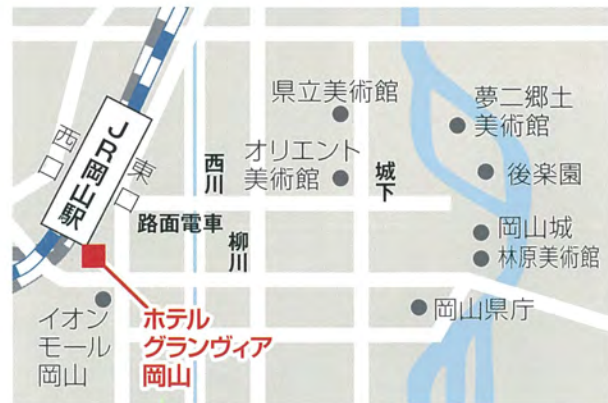 県立美術館
夢二郷土
美術館
西口
JR岡山駅
東口
西川
オリエント
美術館
城下
後楽園
路面電車
柳川
岡山城
林原美術館
イオン
モール
岡山
ホテル
グランヴィア
岡山
岡山県庁